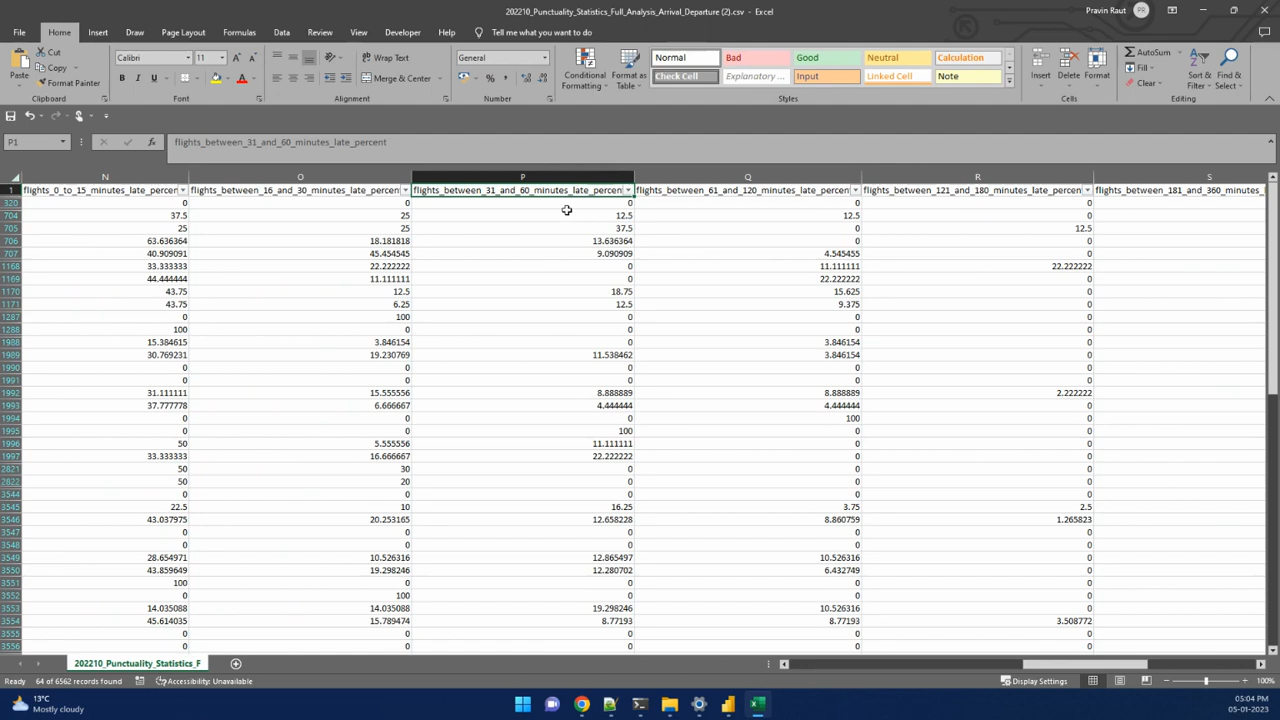 202210_Punctuality_Statistics_Full_Analysis_Arrival_Departure (2).csv - Excel
Pravin Raut PR
File Home Insert Draw Page Layout Formulas Data Review View Developer Help Tell me what you want to do
Paste Cut Copy Format Painter Clipboard
Calibri 11 B I U A Font
Wrap Text Merge & Center Alignment
General % , Number
Conditional Formatting Format as Table
Normal Bad Good Neutral Calculation
Check Cell Explanatory ... Input Linked Cell Note
Styles
Insert Delete Format Cells
AutoSum Fill Clear Sort & Filter Find & Select Editing
P1 fx flights_between_31_and_60_minutes_late_percent
N O P Q R S
1 flights_0_to_15_minutes_late_percent flights_between_16_and_30_minutes_late_percent flights_between_31_and_60_minutes_late_percent flights_between_61_and_120_minutes_late_percent flights_between_121_and_180_minutes_late_percent flights_between_181_and_360_minutes_l
320 0 0 0 0 0
704 37.5 25 12.5 12.5 0
705 25 25 37.5 0 12.5
706 63.636364 18.181818 13.636364 0 0
707 40.909091 45.454545 9.090909 4.545455 0
1168 33.333333 22.222222 0 11.111111 22.222222
1169 44.444444 11.111111 0 22.222222 0
1170 43.75 12.5 18.75 15.625 0
1171 43.75 6.25 12.5 9.375 0
1287 0 100 0 0 0
1288 100 0 0 0 0
1988 15.384615 3.846154 0 3.846154 0
1989 30.769231 19.230769 11.538462 3.846154 0
1990 0 0 0 0 0
1991 0 0 0 0 0
1992 31.111111 15.555556 8.888889 8.888889 2.222222
1993 37.777778 6.666667 4.444444 4.444444 0
1994 0 0 0 100 0
1995 0 0 100 0 0
1996 50 5.555556 11.111111 0 0
1997 33.333333 16.666667 22.222222 0 0
2821 50 30 0 0 0
2822 50 20 0 0 0
3544 0 0 0 0 0
3545 22.5 10 16.25 3.75 2.5
3546 43.037975 20.253165 12.658228 8.860759 1.265823
3547 0 0 0 0 0
3548 0 0 0 0 0
3549 28.654971 10.526316 12.865497 10.526316 0
3550 43.859649 19.298246 12.280702 6.432749 0
3551 100 0 0 0 0
3552 0 100 0 0 0
3553 14.035088 14.035088 19.298246 10.526316 0
3554 45.614035 15.789474 8.77193 8.77193 3.508772
3555 0 0 0 0 0
3556 0 0 0 0 0
202210_Punctuality_Statistics_F
Ready 64 of 6562 records found Accessibility: Unavailable Display Settings 100%
13°C
Mostly cloudy
05:04 PM
05-01-2023